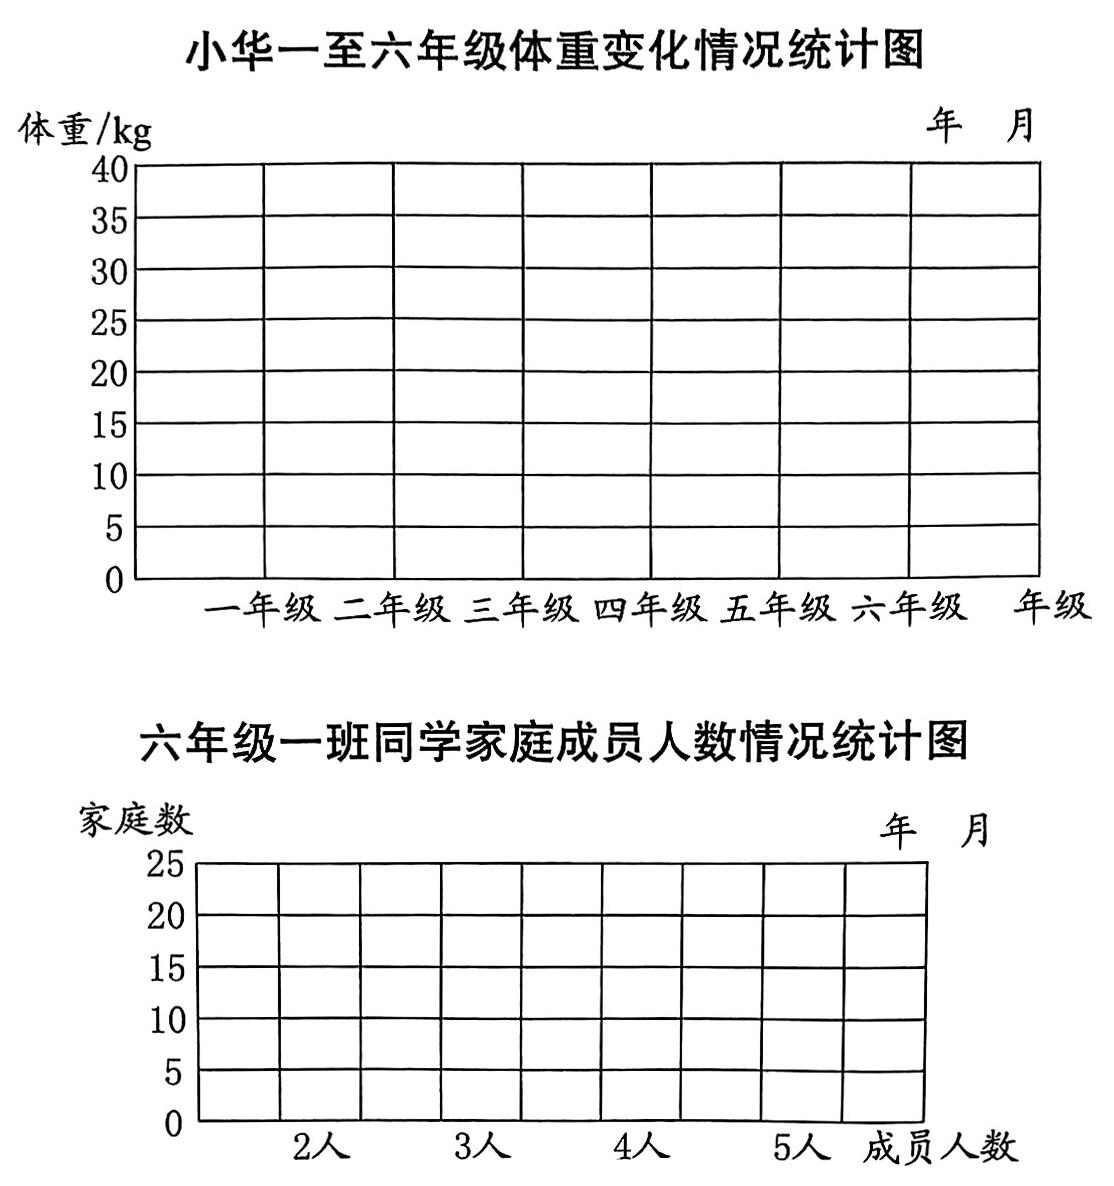 小华一至六年级体重变化情况统计图
体重/kg
年 月
40
35
30
25
20
15
10
5
0
一年级 二年级 三年级 四年级 五年级 六年级 年级
六年级一班同学家庭成员人数情况统计图
家庭数
年 月
25
20
15
10
5
0
2人 3人 4人 5人 成员人数